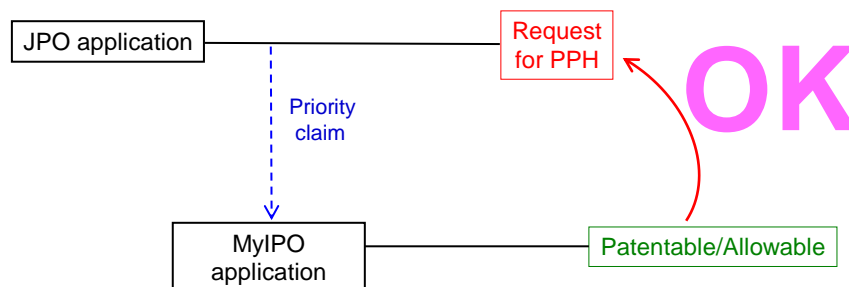 JPO application
Request
for PPH
OK
Priority
claim
MyIPO
application
Patentable/Allowable